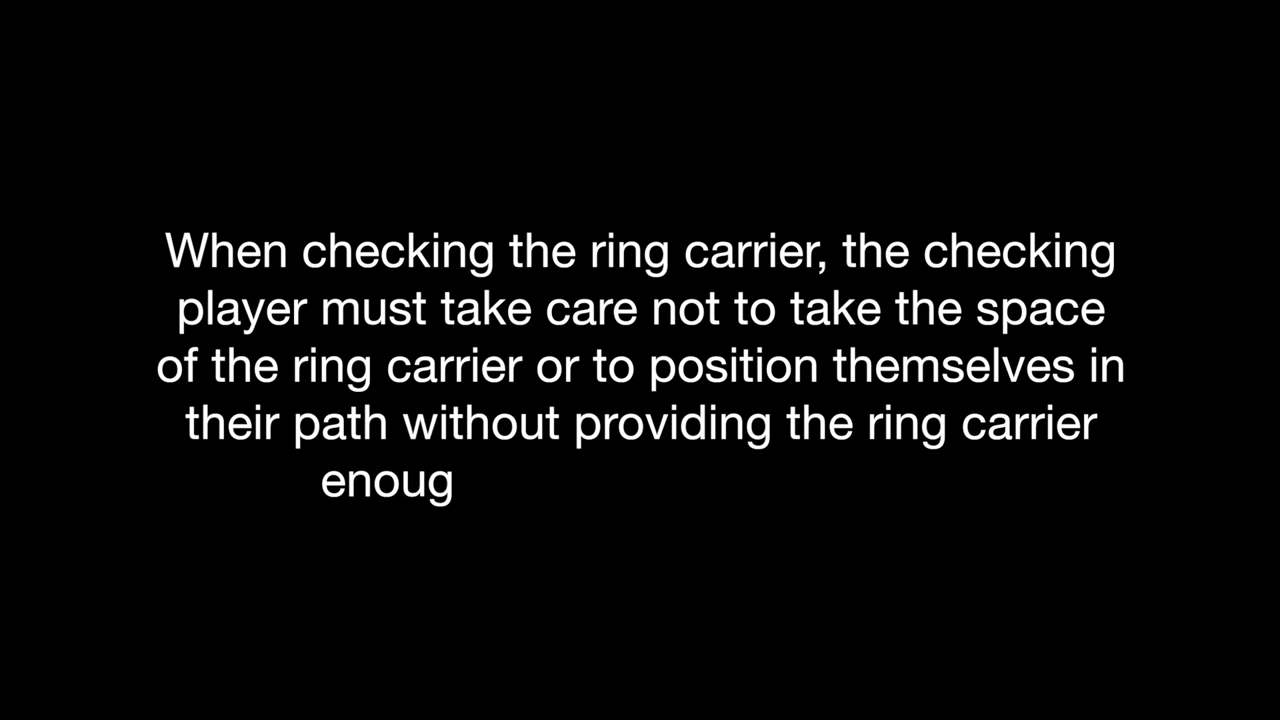 When checking the ring carrier, the checking
player must take care not to take the space
of the ring carrier or to position themselves in
their path without providing the ring carrier
enoug